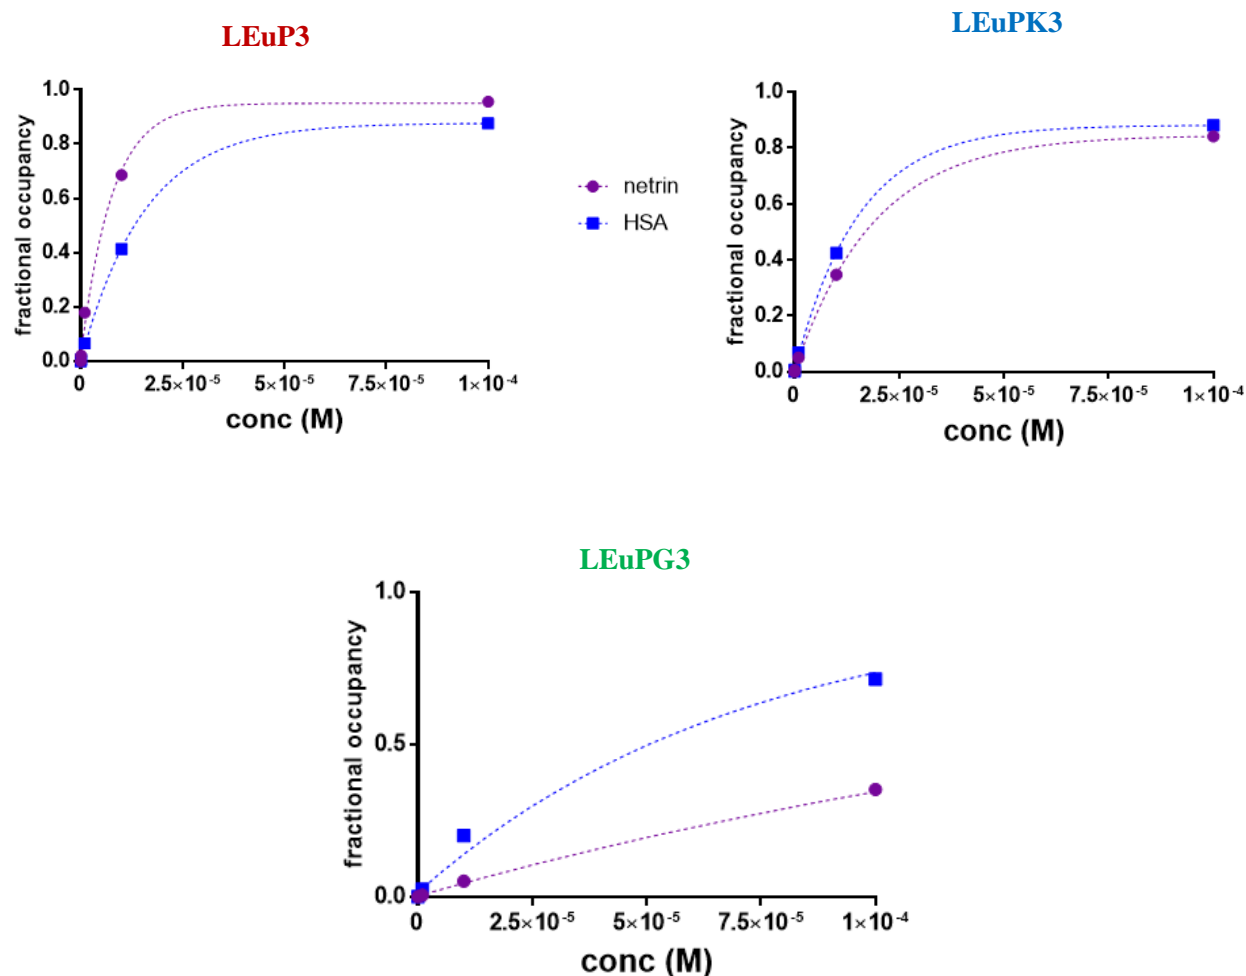 LEuP3
LEuPK3
fractional occupancy
1.0
0.8
0.6
0.4
0.2
0.0
0
2.5×10⁻⁵
5×10⁻⁵
7.5×10⁻⁵
1×10⁻⁴
conc (M)
netrin
HSA
fractional occupancy
1.0
0.8
0.6
0.4
0.2
0.0
0
2.5×10⁻⁵
5×10⁻⁵
7.5×10⁻⁵
1×10⁻⁴
conc (M)
LEuPG3
fractional occupancy
1.0
0.5
0.0
0
2.5×10⁻⁵
5×10⁻⁵
7.5×10⁻⁵
1×10⁻⁴
conc (M)